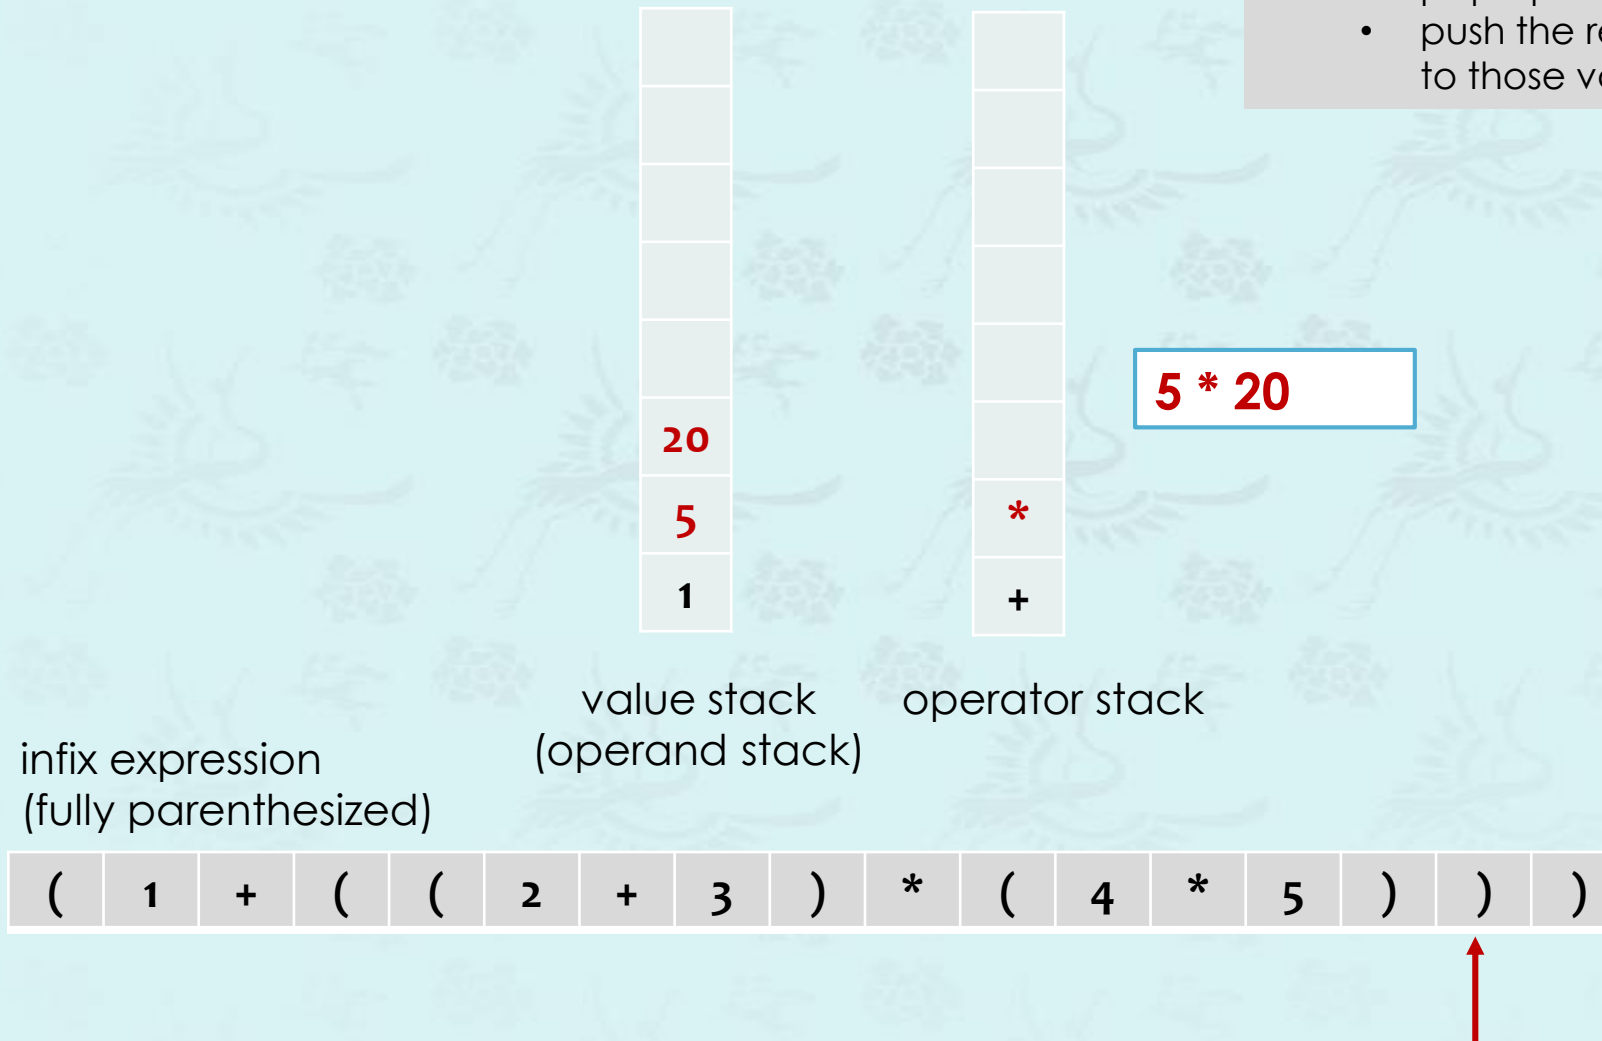 • push the
to those
20
5
1
*
+
5 * 20
value stack
(operand stack)
operator stack
infix expression
(fully parenthesized)
( 1 + ( ( 2 + 3 ) * ( 4 * 5 ) ) )